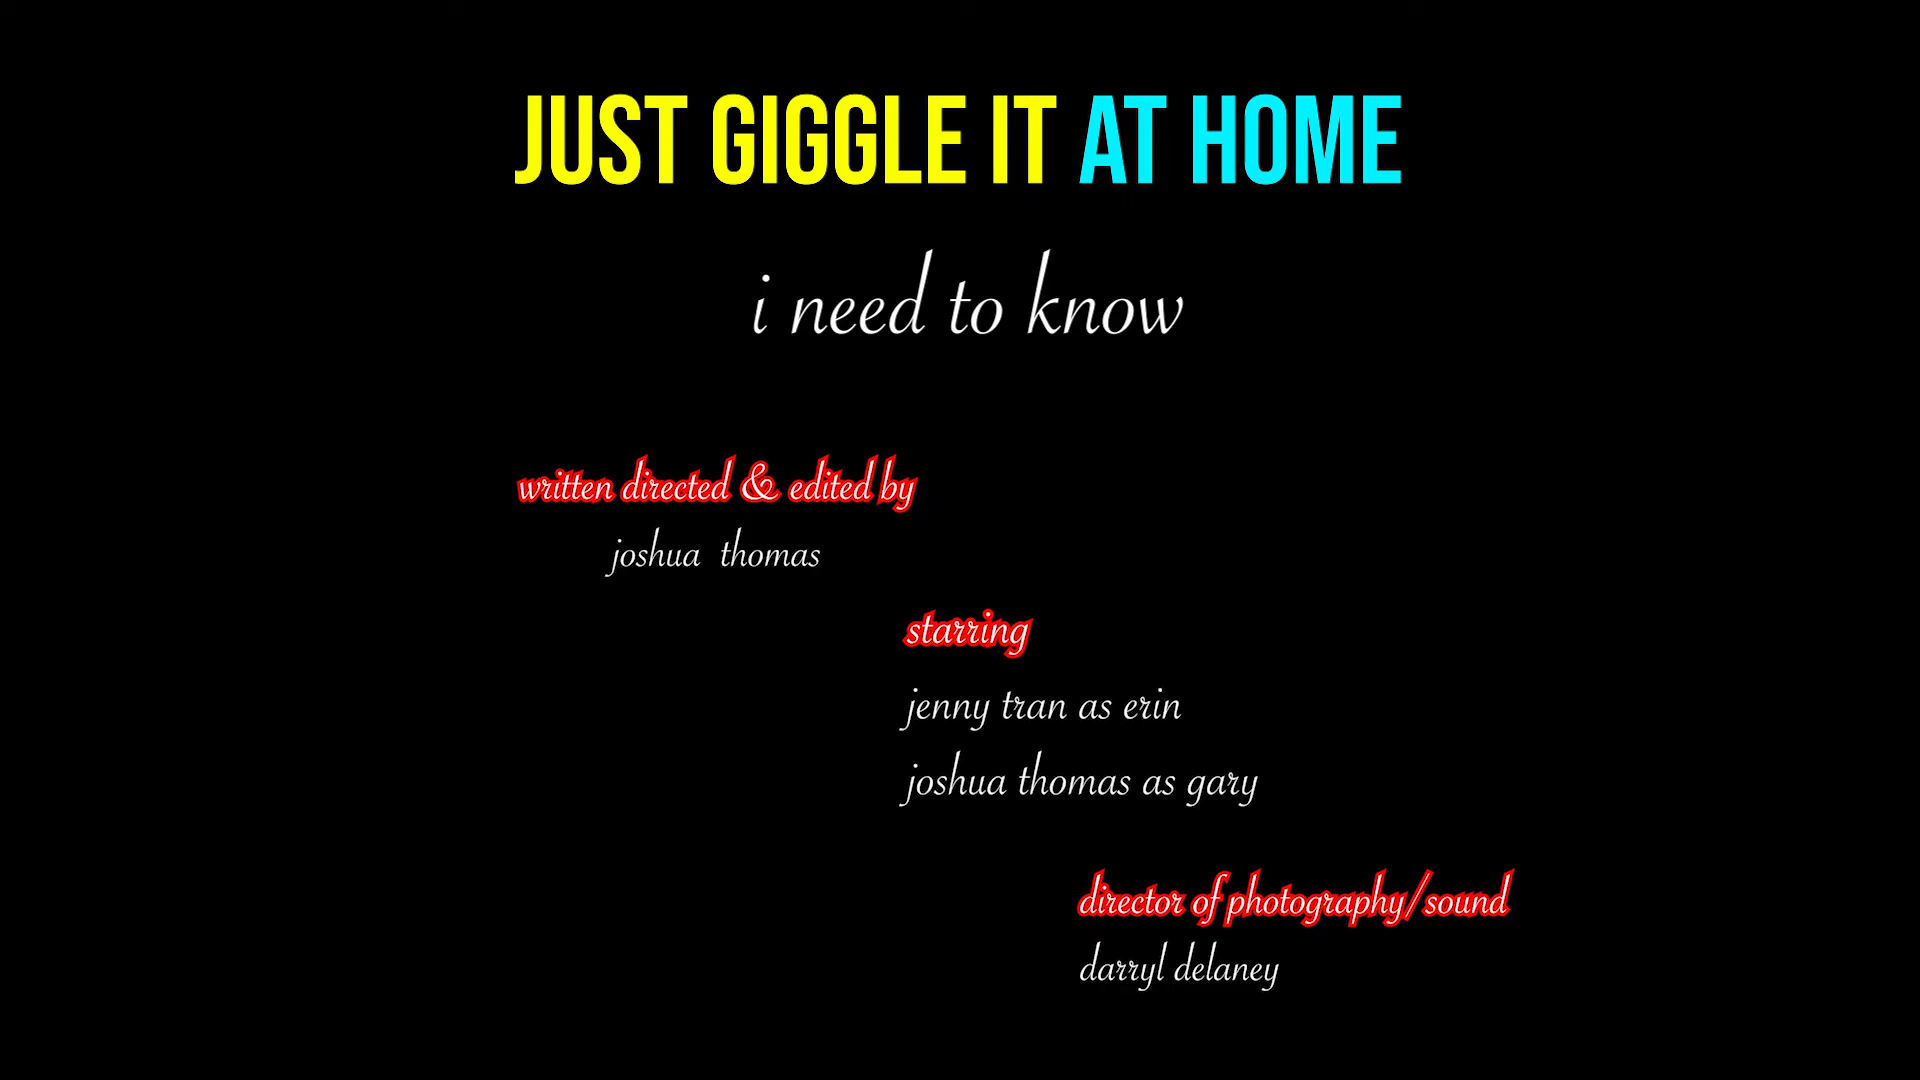 JUST GIGGLE IT AT HOME
i need to know
written directed & edited by
joshua thomas
starring
jenny tran as erin
joshua thomas as gary
director of photography/sound
darryl delaney